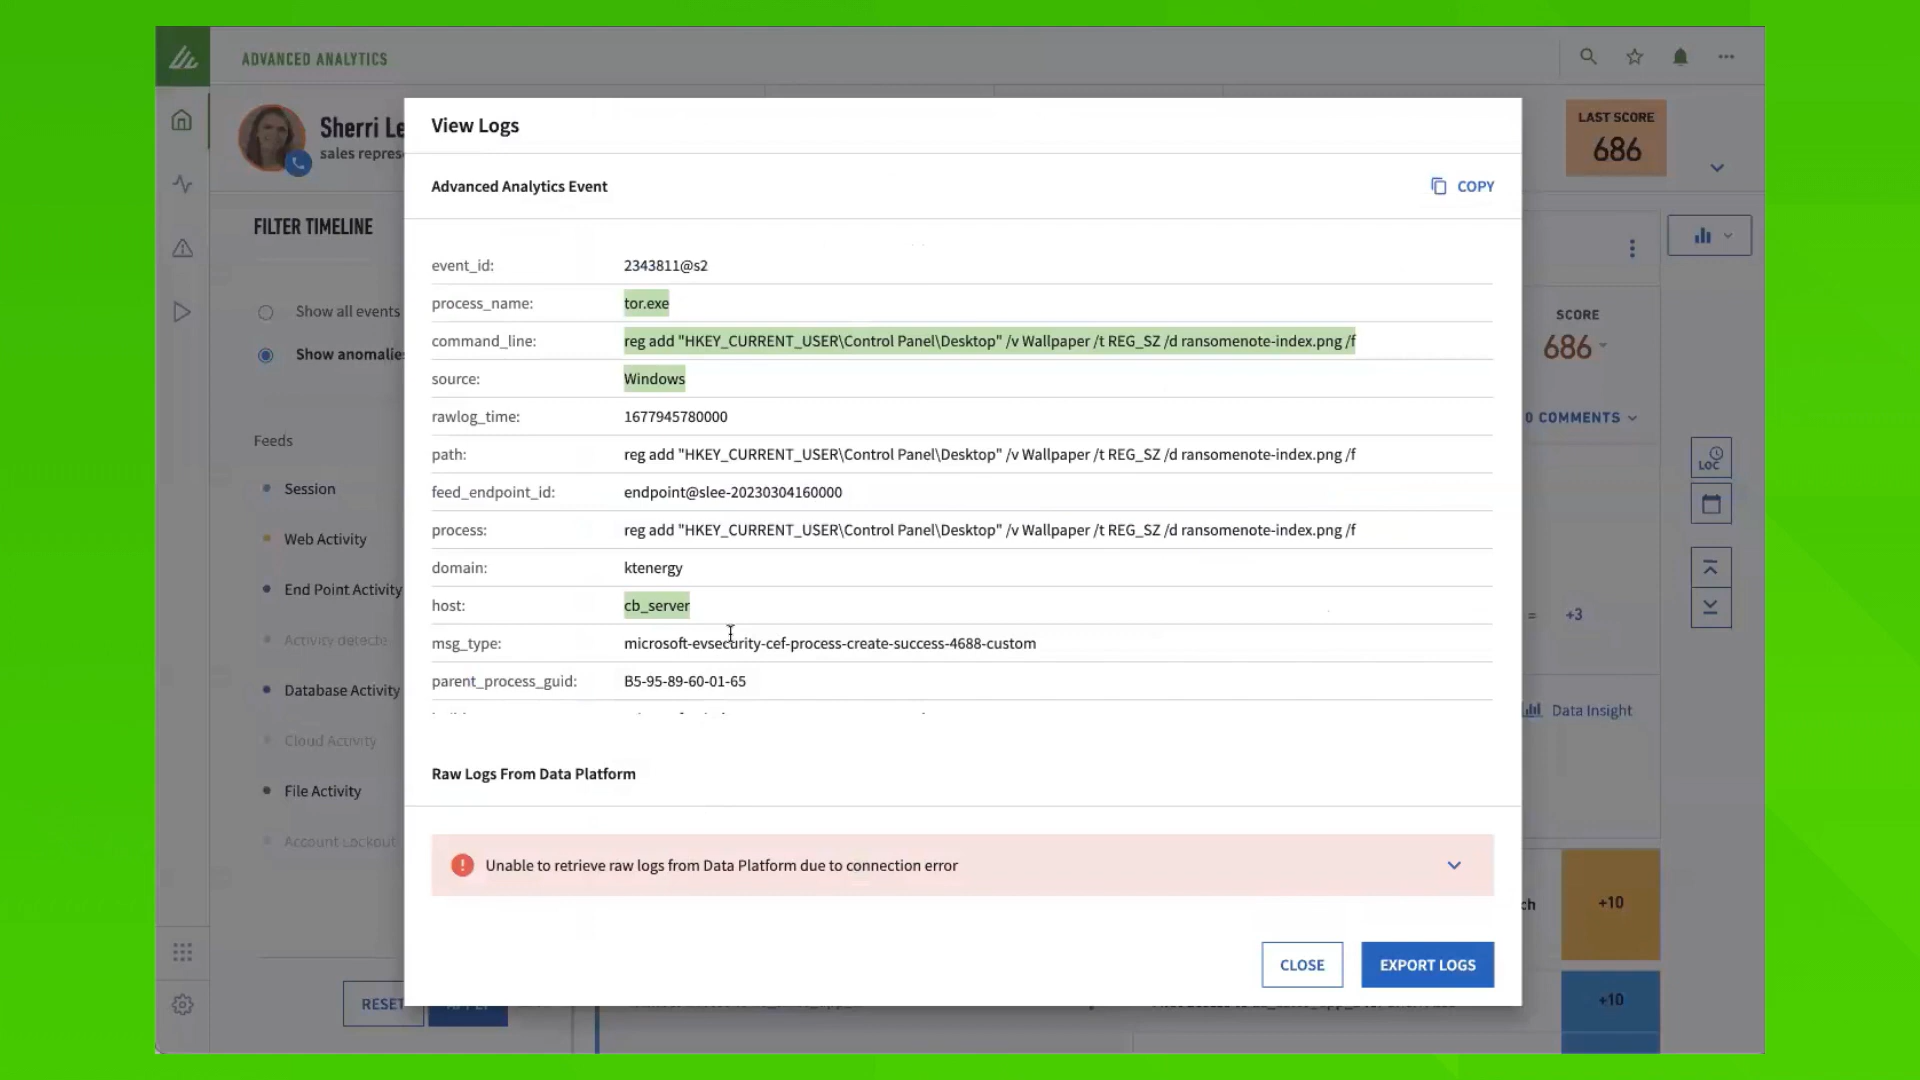 ADVANCED ANALYTICS
Sherri Le
sales repres
LAST SCORE
686
FILTER TIMELINE
Show all events
Show anomalie
Feeds
Session
Web Activity
End Point Activity
Activity detecte
Database Activity
Cloud Activity
File Activity
Account Lockout
RESET
View Logs
Advanced Analytics Event
COPY
event_id: 2343811@s2
process_name: tor.exe
command_line: reg add "HKEY_CURRENT_USER\Control Panel\Desktop" /v Wallpaper /t REG_SZ /d ransomenote-index.png /f
source: Windows
rawlog_time: 1677945780000
path: reg add "HKEY_CURRENT_USER\Control Panel\Desktop" /v Wallpaper /t REG_SZ /d ransomenote-index.png /f
feed_endpoint_id: endpoint@slee-20230304160000
process: reg add "HKEY_CURRENT_USER\Control Panel\Desktop" /v Wallpaper /t REG_SZ /d ransomenote-index.png /f
domain: ktenergy
host: cb_server
msg_type: microsoft-evsecurity-cef-process-create-success-4688-custom
parent_process_guid: B5-95-89-60-01-65
Raw Logs From Data Platform
Unable to retrieve raw logs from Data Platform due to connection error
CLOSE
EXPORT LOGS
SCORE
686
0 COMMENTS
LOC
= +3
Data Insight
ch
+10
+10